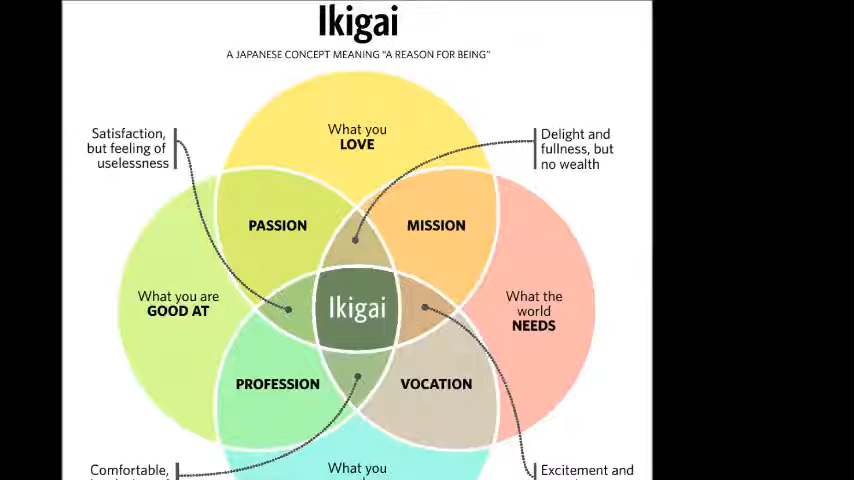 Ikigai
A JAPANESE CONCEPT MEANING “A REASON FOR BEING”
What you
LOVE
Satisfaction,
but feeling of
uselessness
Delight and
fullness, but
no wealth
PASSION
MISSION
What you are
GOOD AT
Ikigai
What the
world
NEEDS
PROFESSION
VOCATION
Comfortable,
What you
Excitement and